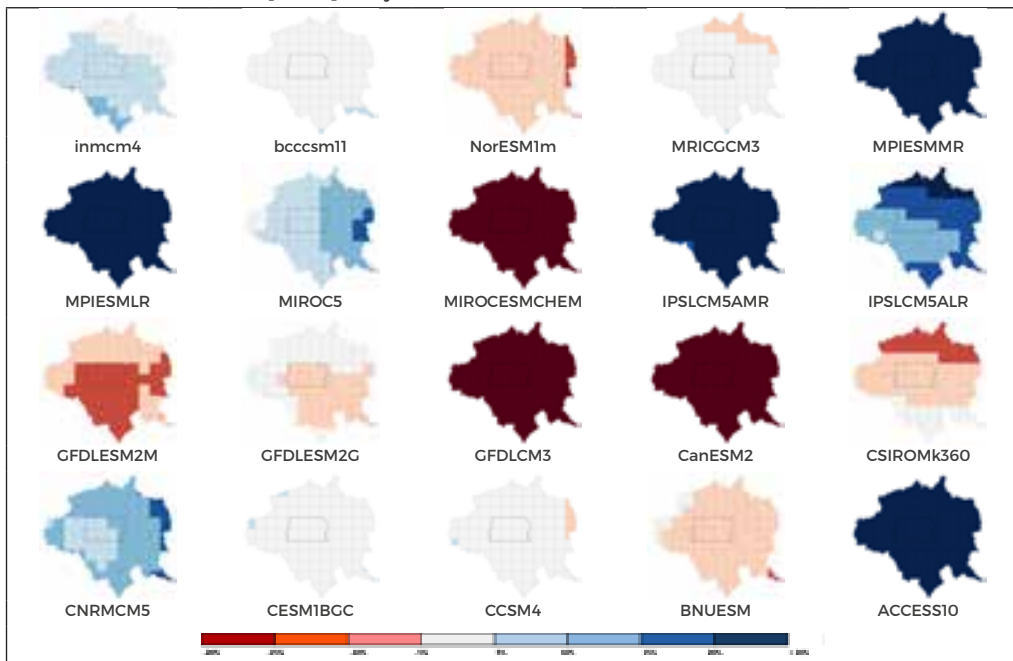 inmcm4 bcccsm11 NorESM1m MRICGCM3 MPIESMMR
MPIESMLR MIROC5 MIROCESMCHEM IPSLCM5AMR IPSLCM5ALR
GFDLESM2M GFDLESM2G GFDLCM3 CanESM2 CSIROMk360
CNRMCM5 CESM1BGC CCSM4 BNUESM ACCESS10